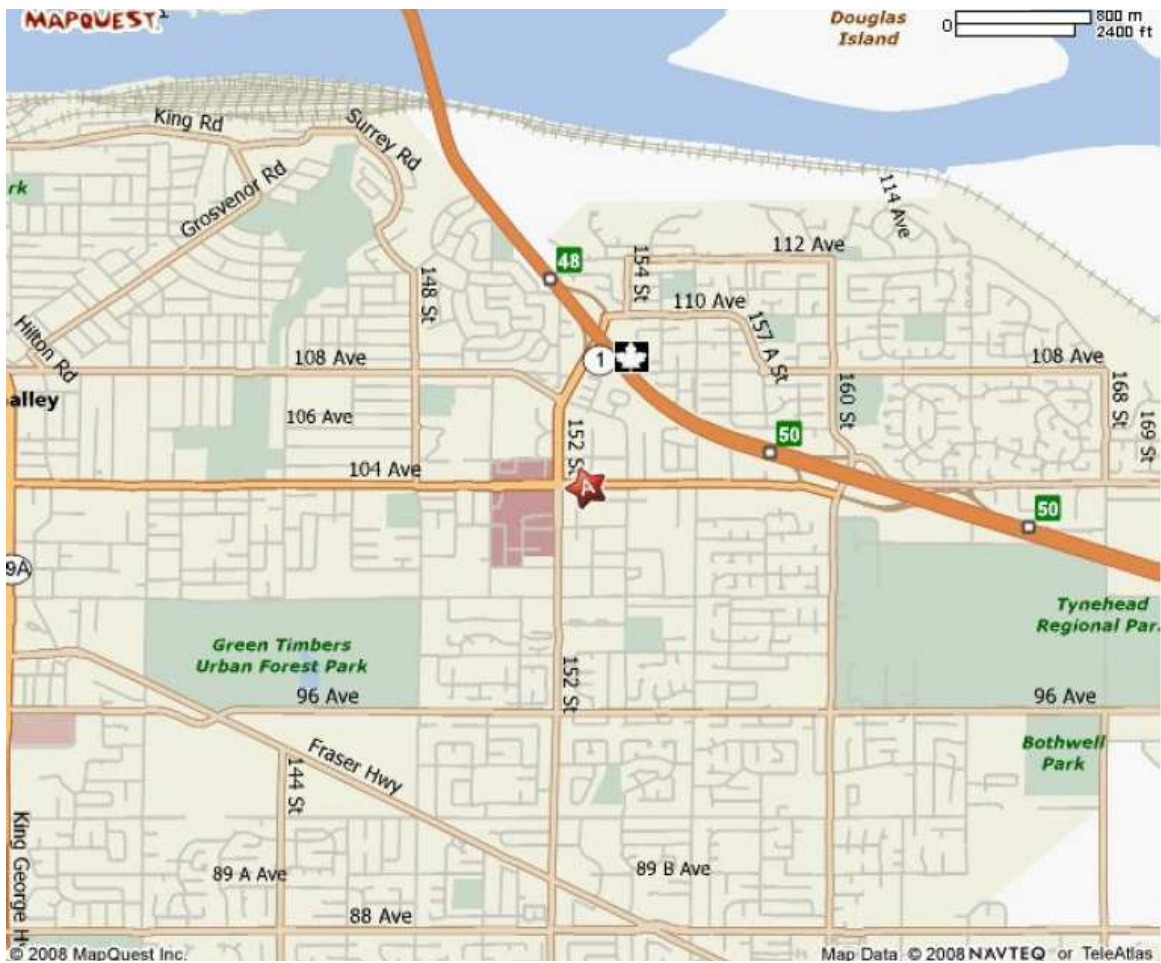 MAPQUEST.
Douglas
Island
0
800 m
2400 ft
King Rd
Surrey Rd
Grosvenor Rd
rk
114 Ave
112 Ave
48
154 St
148 St
110 Ave
157 A St
Hilton Rd
108 Ave
1
108 Ave
alley
160 St
168 St
169 St
106 Ave
152 St
50
104 Ave
A
50
9A
Tynehead
Regional Par.
Green Timbers
Urban Forest Park
152 St
96 Ave
96 Ave
Bothwell
Park
Fraser Hwy
144 St
King George H
89 A Ave
89 B Ave
88 Ave
© 2008 MapQuest Inc.
Map Data © 2008 NAVTEQ or TeleAtlas